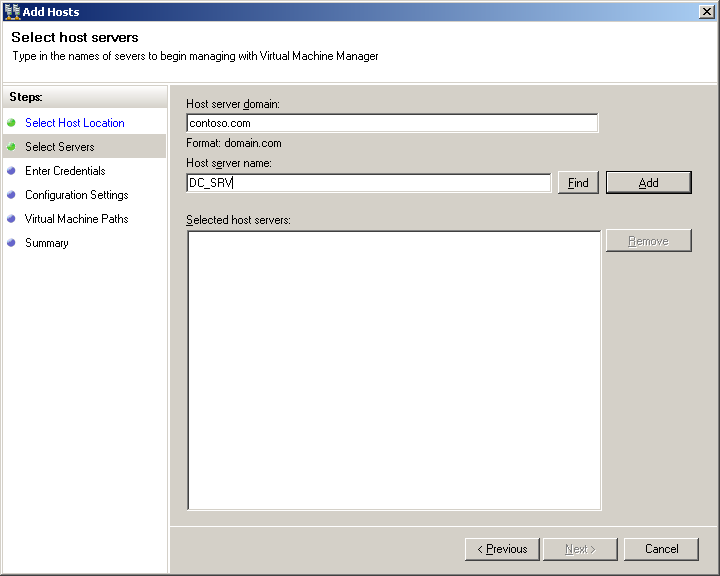 Add Hosts
Select host servers
Type in the names of severs to begin managing with Virtual Machine Manager
Steps:
Select Host Location
Select Servers
Enter Credentials
Configuration Settings
Virtual Machine Paths
Summary
Host server domain:
contoso.com
Format: domain.com
Host server name:
DC_SRV
Find
Add
Selected host servers:
Remove
< Previous
Next >
Cancel